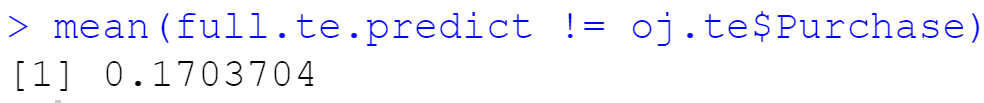 > mean(full.te.predict != oj.te$Purchase)
[1] 0.1703704